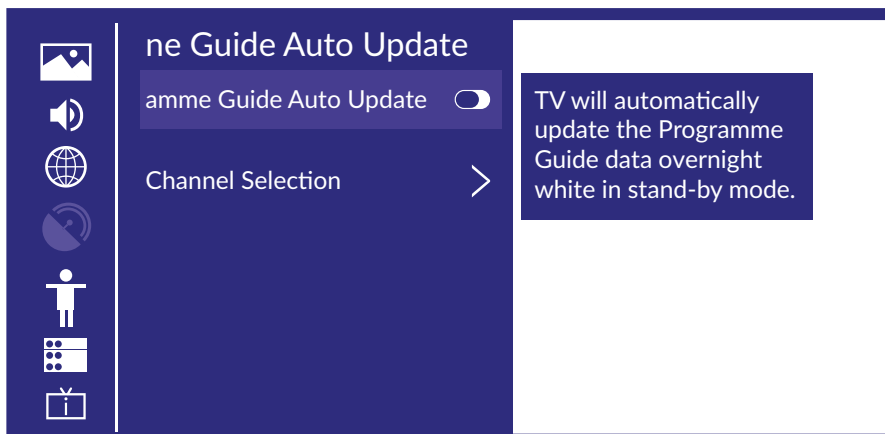 ne Guide Auto Update
amme Guide Auto Update
Channel Selection
TV will automatically
update the Programme
Guide data overnight
white in stand-by mode.